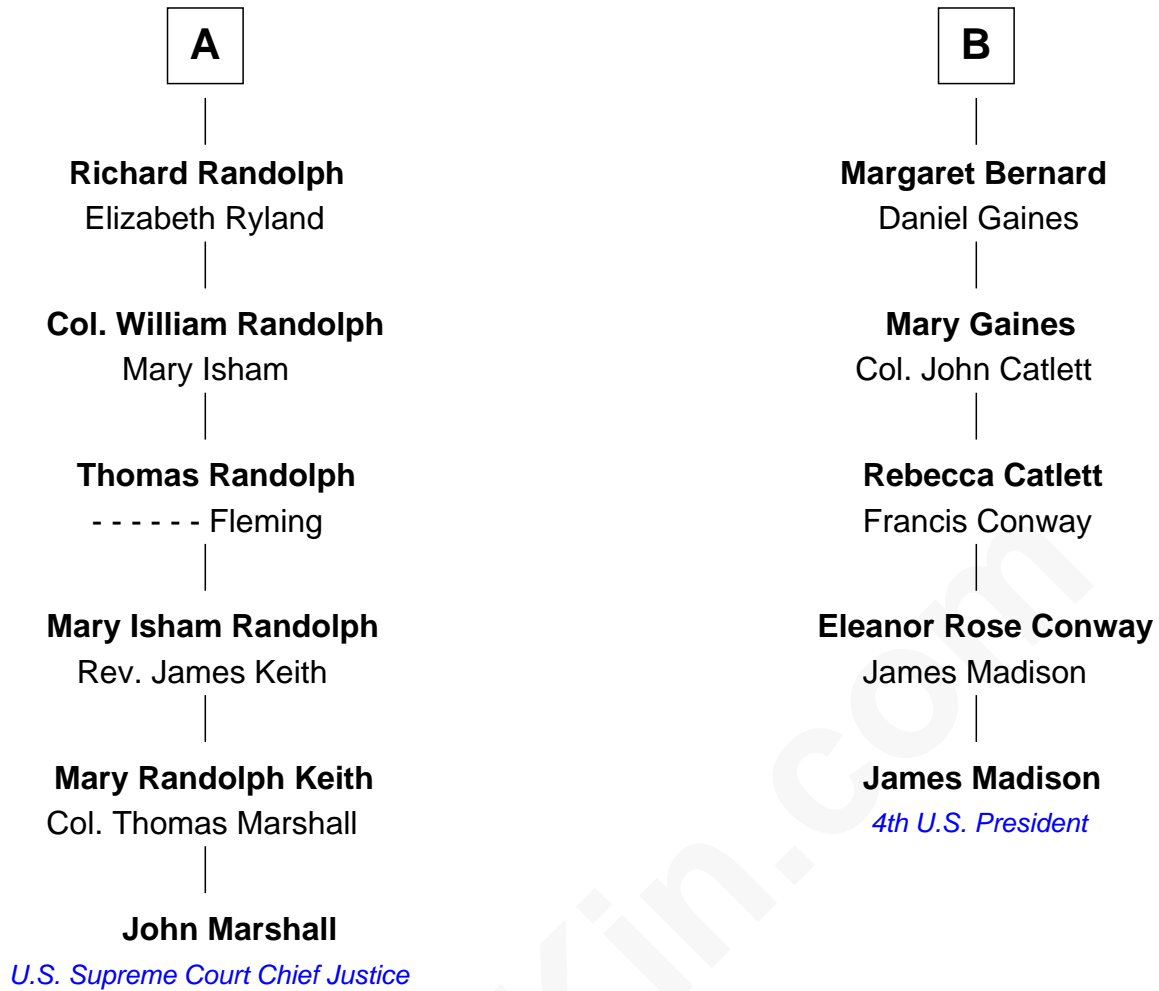 A
Richard Randolph
Elizabeth Ryland
Col. William Randolph
Mary Isham
Thomas Randolph
- - - - - - Fleming
Mary Isham Randolph
Rev. James Keith
Mary Randolph Keith
Col. Thomas Marshall
John Marshall
U.S. Supreme Court Chief Justice
B
Margaret Bernard
Daniel Gaines
Mary Gaines
Col. John Catlett
Rebecca Catlett
Francis Conway
Eleanor Rose Conway
James Madison
James Madison
4th U.S. President
Kin.com